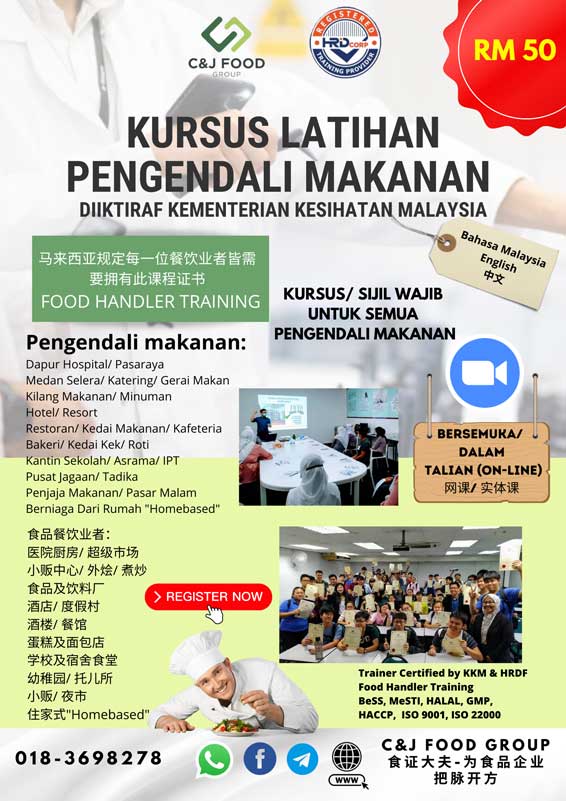 C&J FOOD
GROUP
REGISTERED
HRD CORP
TRAINING PROVIDER
RM 50
KURSUS LATIHAN
PENGENDALI MAKANAN
DIIKTIRAF KEMENTERIAN KESIHATAN MALAYSIA
Bahasa Malaysia
English
中文
马来西亚规定每一位餐饮业者皆需
要拥有此课程证书
FOOD HANDLER TRAINING
KURSUS/ SIJIL WAJIB
UNTUK SEMUA
PENGENDALI MAKANAN
Pengendali makanan:
Dapur Hospital/ Pasaraya
Medan Selera/ Katering/ Gerai Makan
Kilang Makanan/ Minuman
Hotel/ Resort
Restoran/ Kedai Makanan/ Kafeteria
Bakeri/ Kedai Kek/ Roti
Kantin Sekolah/ Asrama/ IPT
Pusat Jagaan/ Tadika
Penjaja Makanan/ Pasar Malam
Berniaga Dari Rumah "Homebased"
BERSEMUKA/
DALAM
TALIAN (ON-LINE)
网课/ 实体课
食品餐饮业者：
医院厨房/ 超级市场
小贩中心/ 外烩/ 煮炒
食品及饮料厂
酒店/ 度假村
酒楼/ 餐馆
蛋糕及面包店
学校及宿舍食堂
幼稚园/ 托儿所
小贩/ 夜市
住家式"Homebased"
> REGISTER NOW
Trainer Certified by KKM & HRDF
Food Handler Training
BeSS, MeSTI, HALAL, GMP,
HACCP, ISO 9001, ISO 22000
018-3698278
WWW
C&J FOOD GROUP
食证大夫-为食品企业
把脉开方